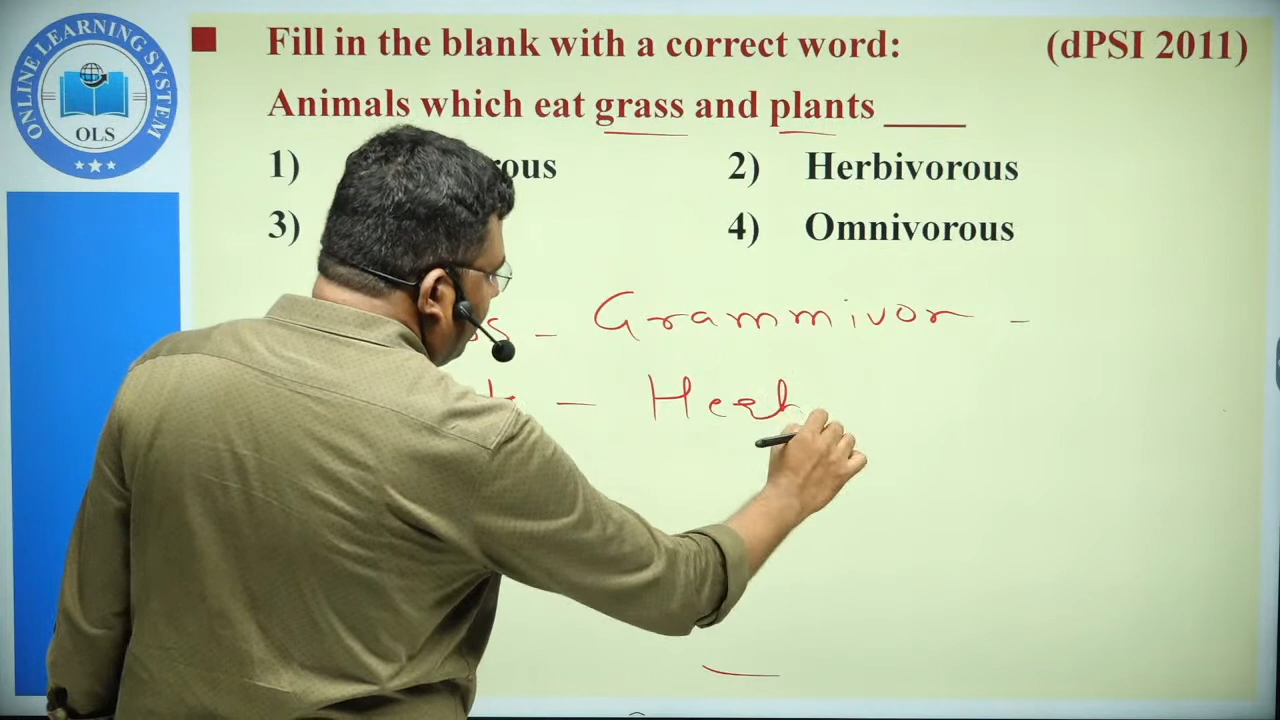 ONLINE LEARNING SYSTEM
OLS
Fill in the blank with a correct word: (dPSI 2011)
Animals which eat grass and plants _____
1) rous 2) Herbivorous
3) 4) Omnivorous
s – Grammivor –
– Heeb